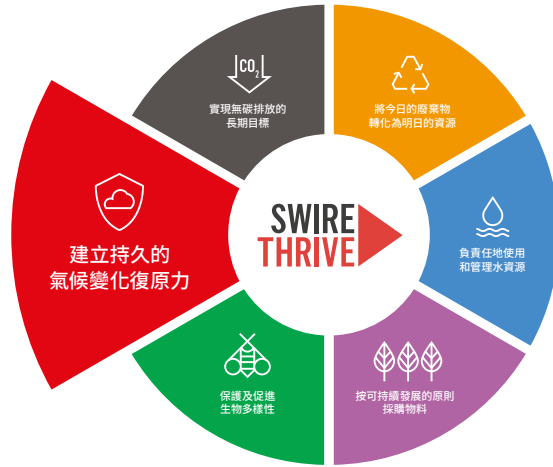 CO2
實現無碳排放的
長期目標
將今日的廢棄物
轉化為明日的資源
建立持久的
氣候變化復原力
SWIRE
THRIVE
負責任地使用
和管理水資源
保護及促進
生物多樣性
按可持續發展的原則
採購物料